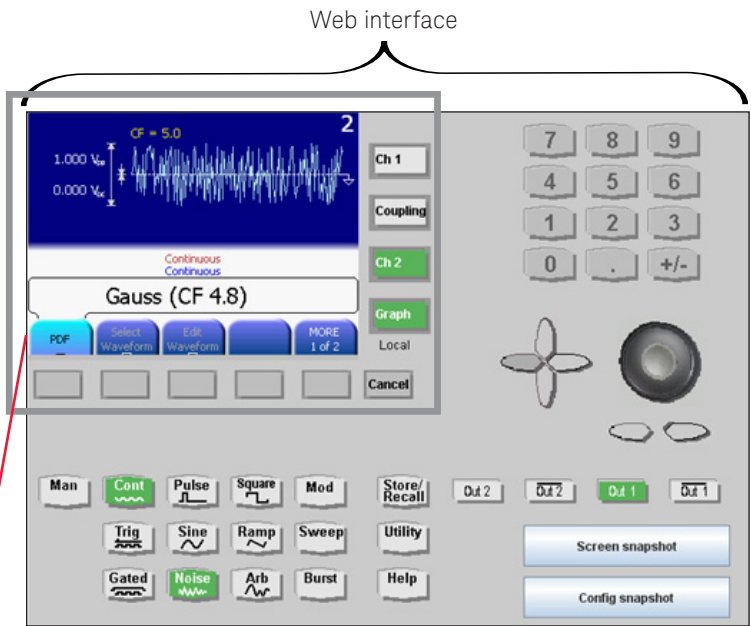 Web interface
2
CF = 5.0
1.000 Vpp
0.000 VDC
Continuous
Continuous
Gauss (CF 4.8)
PDF
Select Waveform
Edit Waveform
MORE 1 of 2
Ch 1
Coupling
Ch 2
Graph
Local
Cancel
7 8 9
4 5 6
1 2 3
0 . +/-
Man Cont Pulse Square Mod Store/Recall Out 2 Out 2 Out 1 Out 1
Trig Sine Ramp Sweep Utility
Gated Noise Arb Burst Help
Screen snapshot
Config snapshot